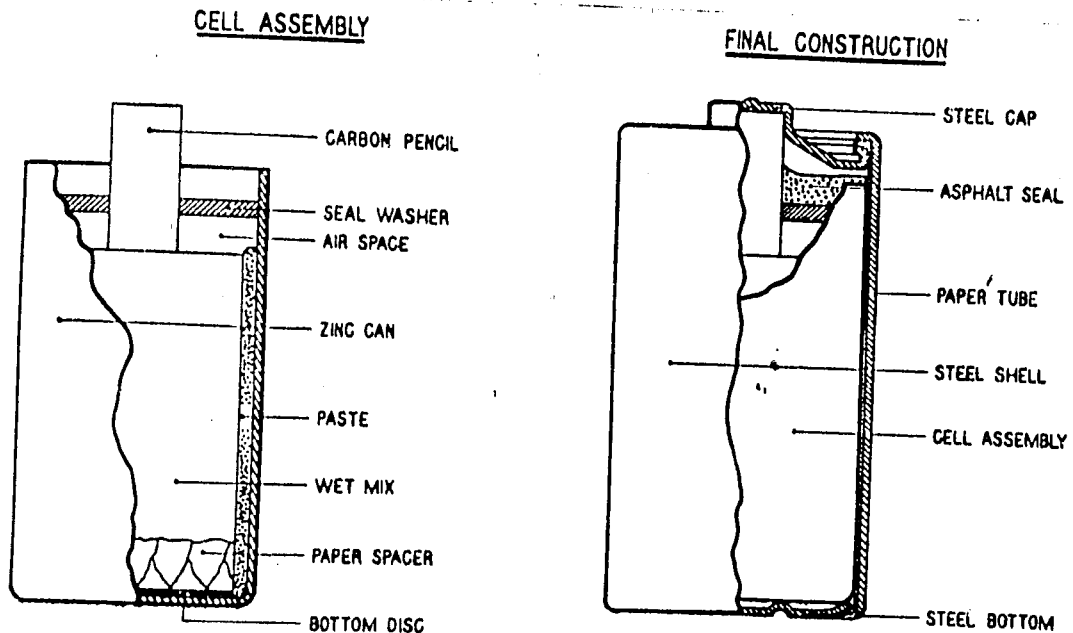 CELL ASSEMBLY
CARBON PENCIL
SEAL WASHER
AIR SPACE
ZINC CAN
PASTE
WET MIX
PAPER SPACER
BOTTOM DISC
FINAL CONSTRUCTION
STEEL CAP
ASPHALT SEAL
PAPER TUBE
STEEL SHELL
CELL ASSEMBLY
STEEL BOTTOM